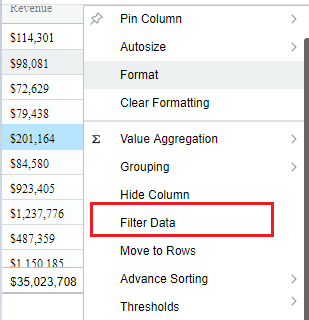 Revenue
$114,301
$98,081
$72,629
$79,438
$201,164
$84,580
$923,405
$1,237,776
$487,359
$1,150,185
$35,023,708
Pin Column
Autosize
Format
Clear Formatting
Σ Value Aggregation
Grouping
Hide Column
Filter Data
Move to Rows
Advance Sorting
Thresholds